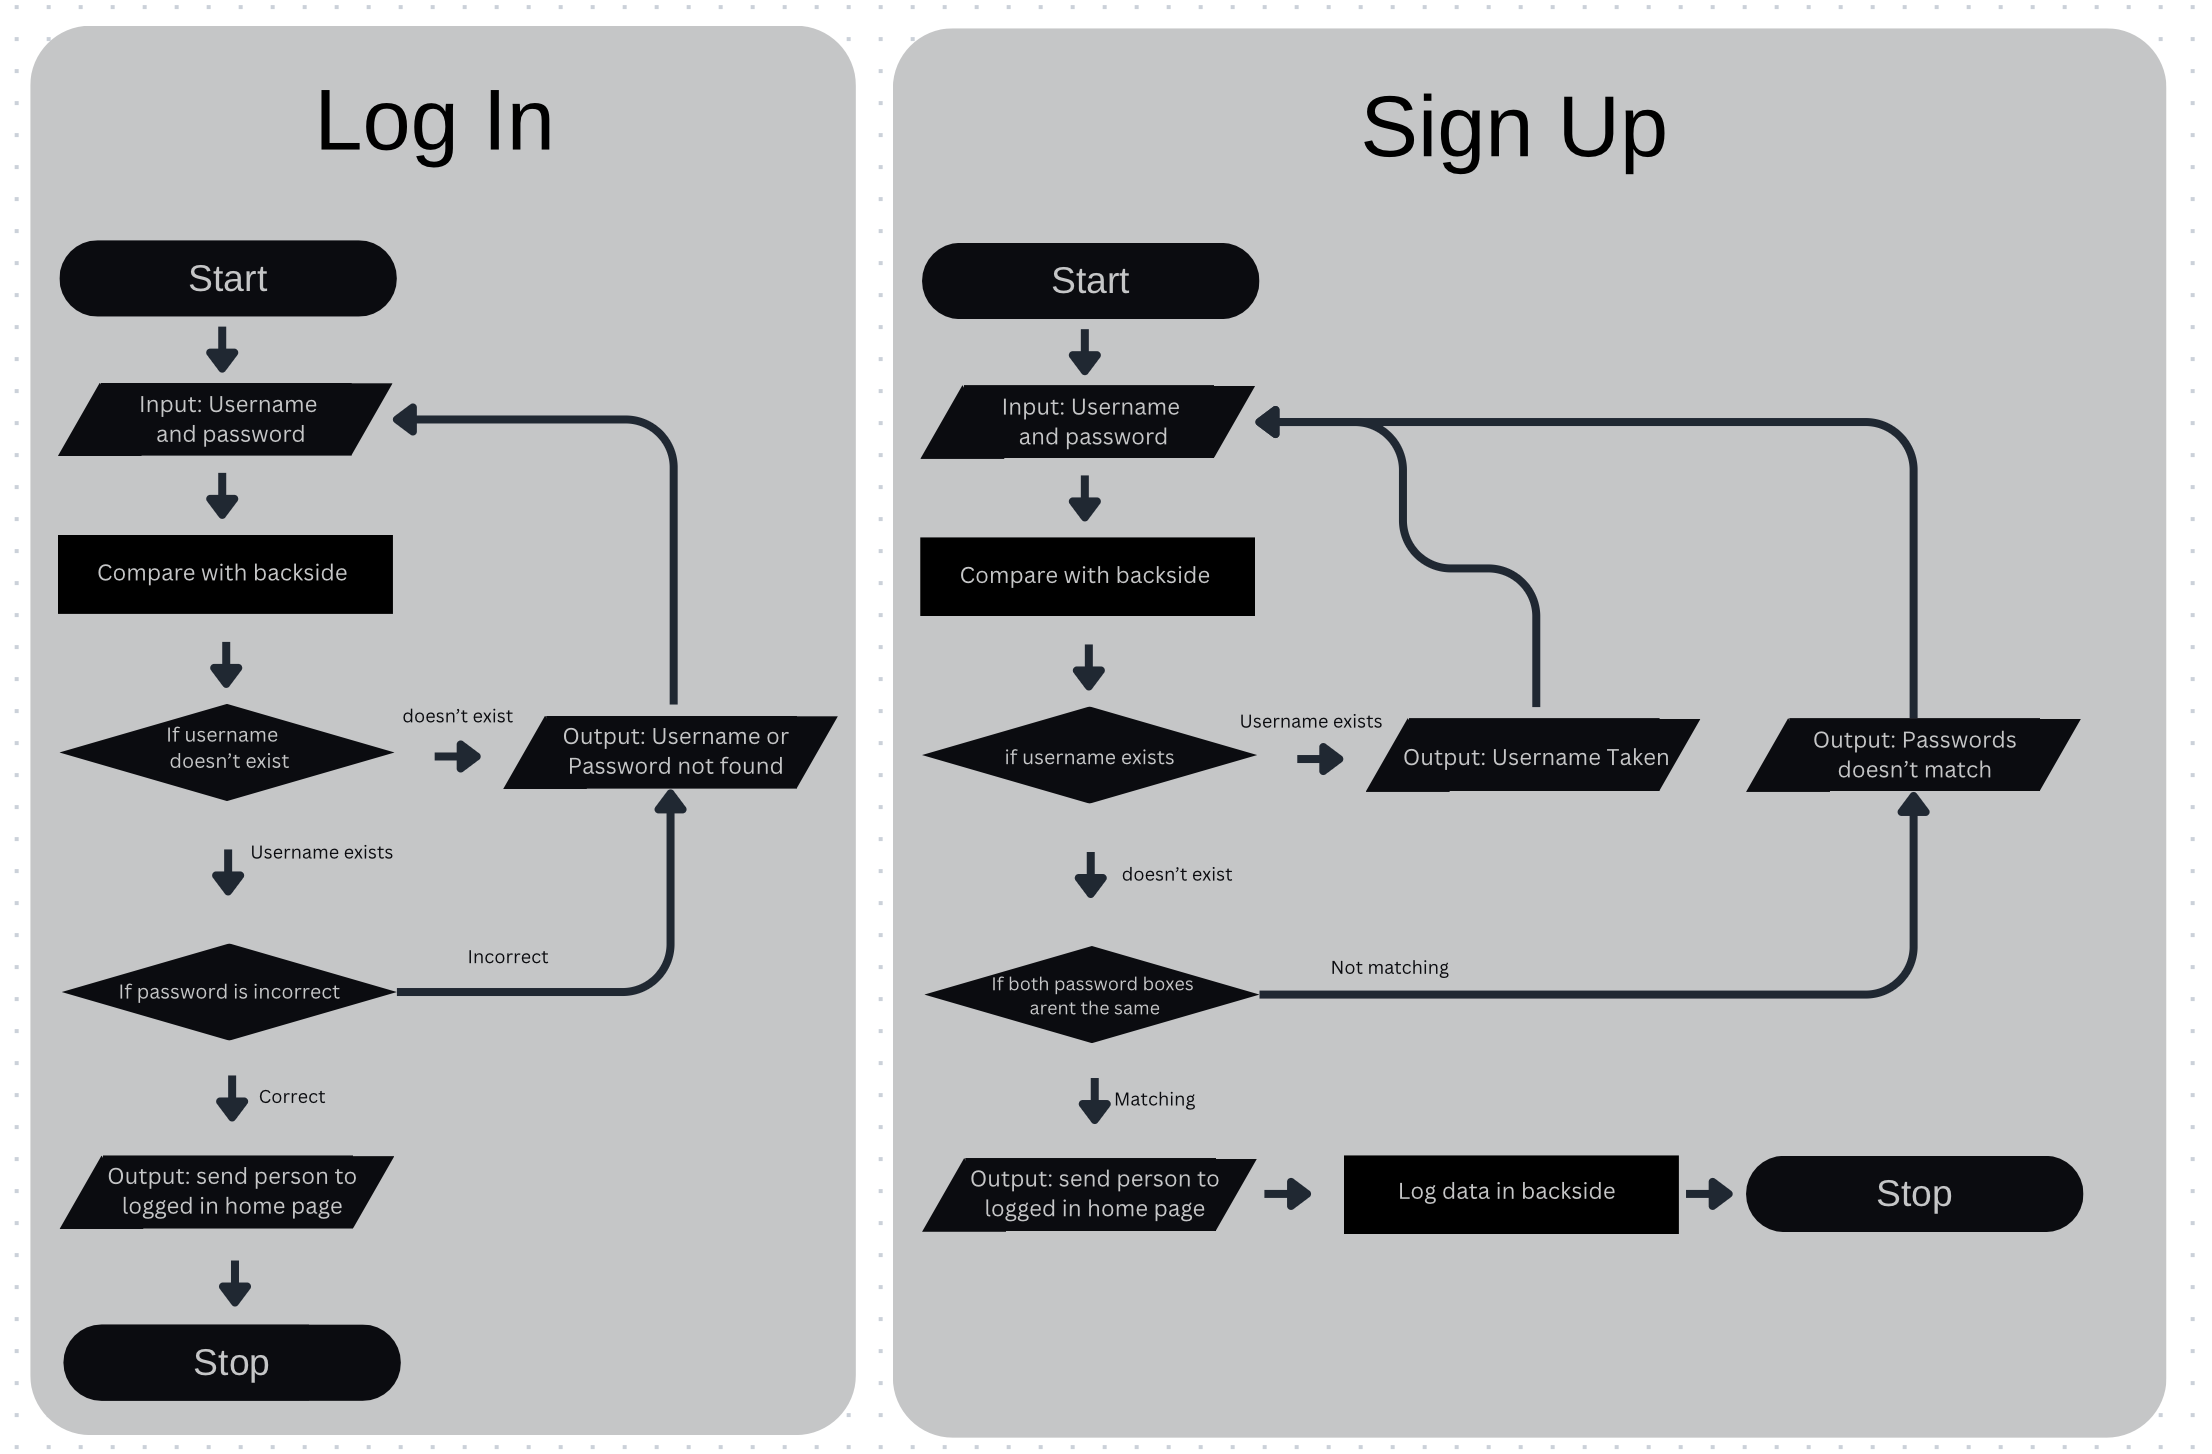 Log In
Start
Input: Username
and password
Compare with backside
If username
doesn’t exist
doesn’t exist
Output: Username or
Password not found
Username exists
If password is incorrect
Incorrect
Correct
Output: send person to
logged in home page
Stop
Sign Up
Start
Input: Username
and password
Compare with backside
if username exists
Username exists
Output: Username Taken
Output: Passwords
doesn’t match
doesn’t exist
If both password boxes
arent the same
Not matching
Matching
Output: send person to
logged in home page
Log data in backside
Stop